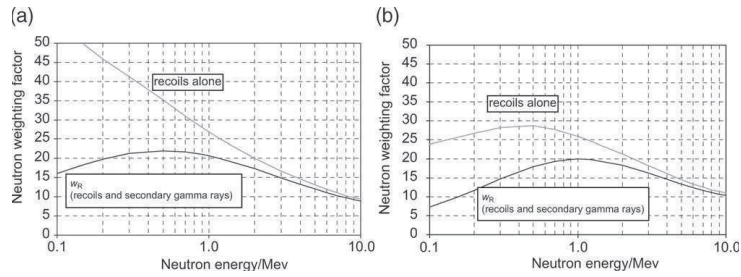 (a)
Neutron weighting factor
50
45
40
35
30
25
20
15
10
5
0
recoils alone
wR
(recoils and secondary gamma rays)
0.1
1.0
10.0
Neutron energy/Mev
(b)
Neutron weighting factor
50
45
40
35
30
25
20
15
10
5
0
recoils alone
wR
(recoils and secondary gamma rays)
0.1
1.0
10.0
Neutron energy/Mev